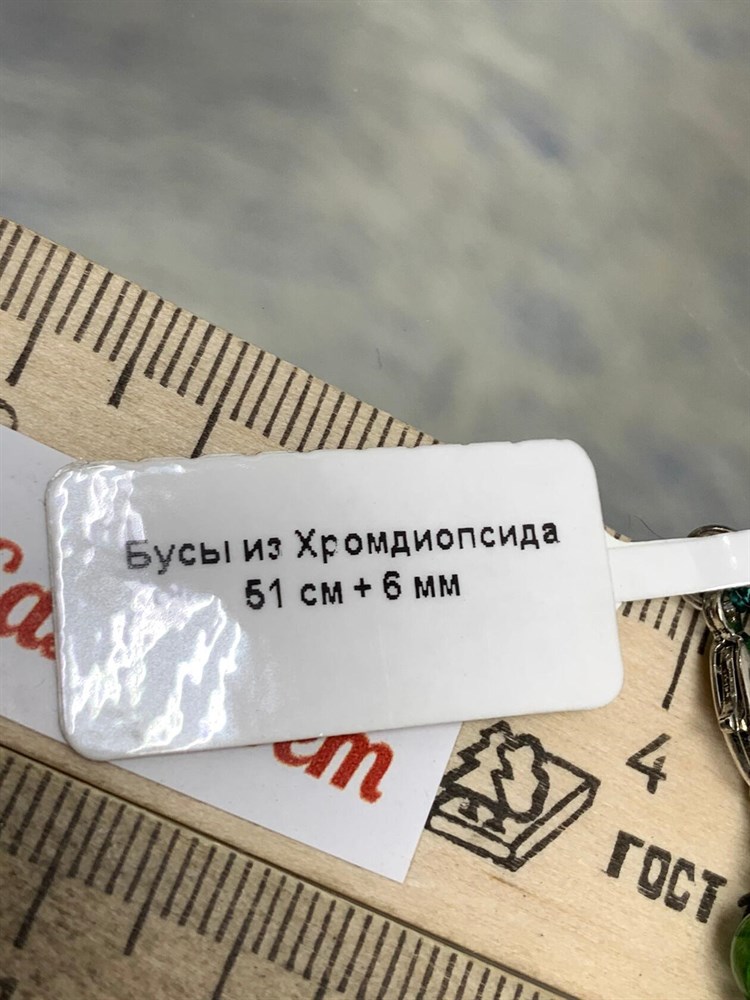 Бусы из Хромдиопсида
51 см + 6 мм
4
ГОСТ